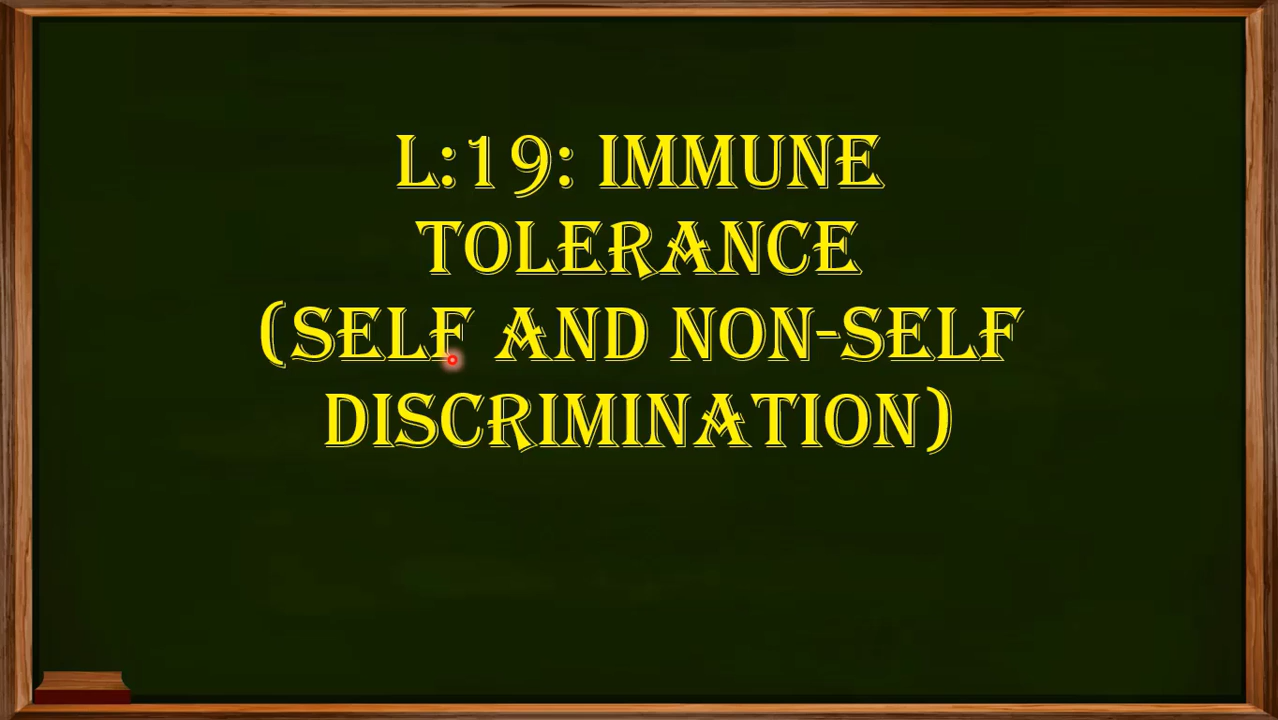 L:19: IMMUNE
TOLERANCE
(SELF AND NON-SELF
DISCRIMINATION)